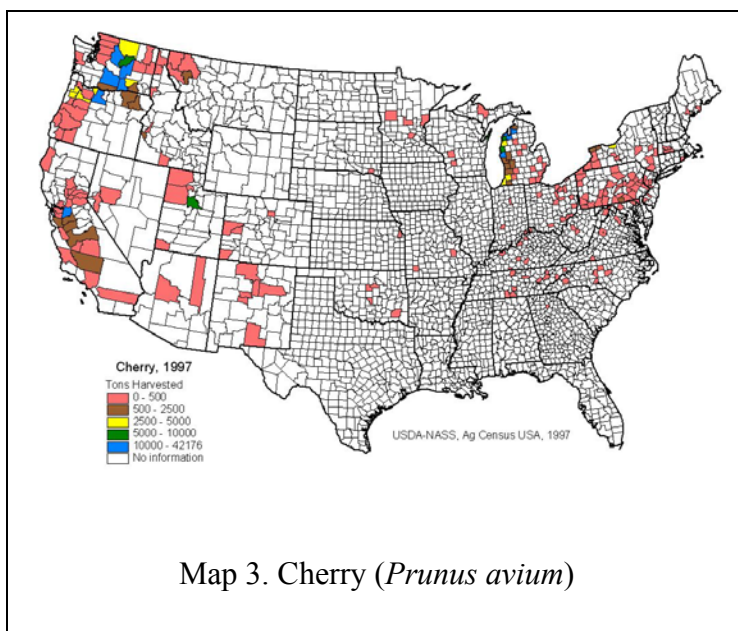 Cherry, 1997
Tons Harvested
0 - 500
500 - 2500
2500 - 5000
5000 - 10000
10000 - 42176
No information
USDA-NASS, Ag Census USA, 1997
Map 3. Cherry (Prunus avium)